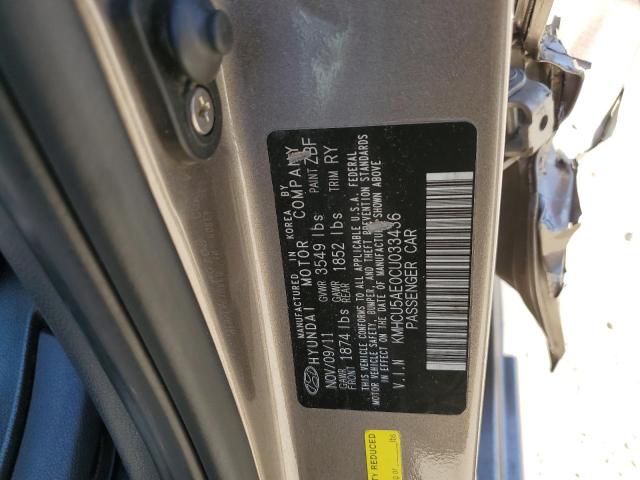 MANUFACTURED IN KOREA BY
HYUNDAI MOTOR COMPANY
NOV/09/11 GVWR 3549 lbs PAINT ZBF
GAWR FRONT 1874 lbs GAWR REAR 1852 lbs TRIM RY
THIS VEHICLE CONFORMS TO ALL APPLICABLE U.S.A. FEDERAL
MOTOR VEHICLE SAFETY, BUMPER, AND THEFT PREVENTION STANDARDS
IN EFFECT ON THE DATE OF MANUFACTURE SHOWN ABOVE
V.I.N KMHCU5AE0CU033436
PASSENGER CAR
REDUCED
lbs